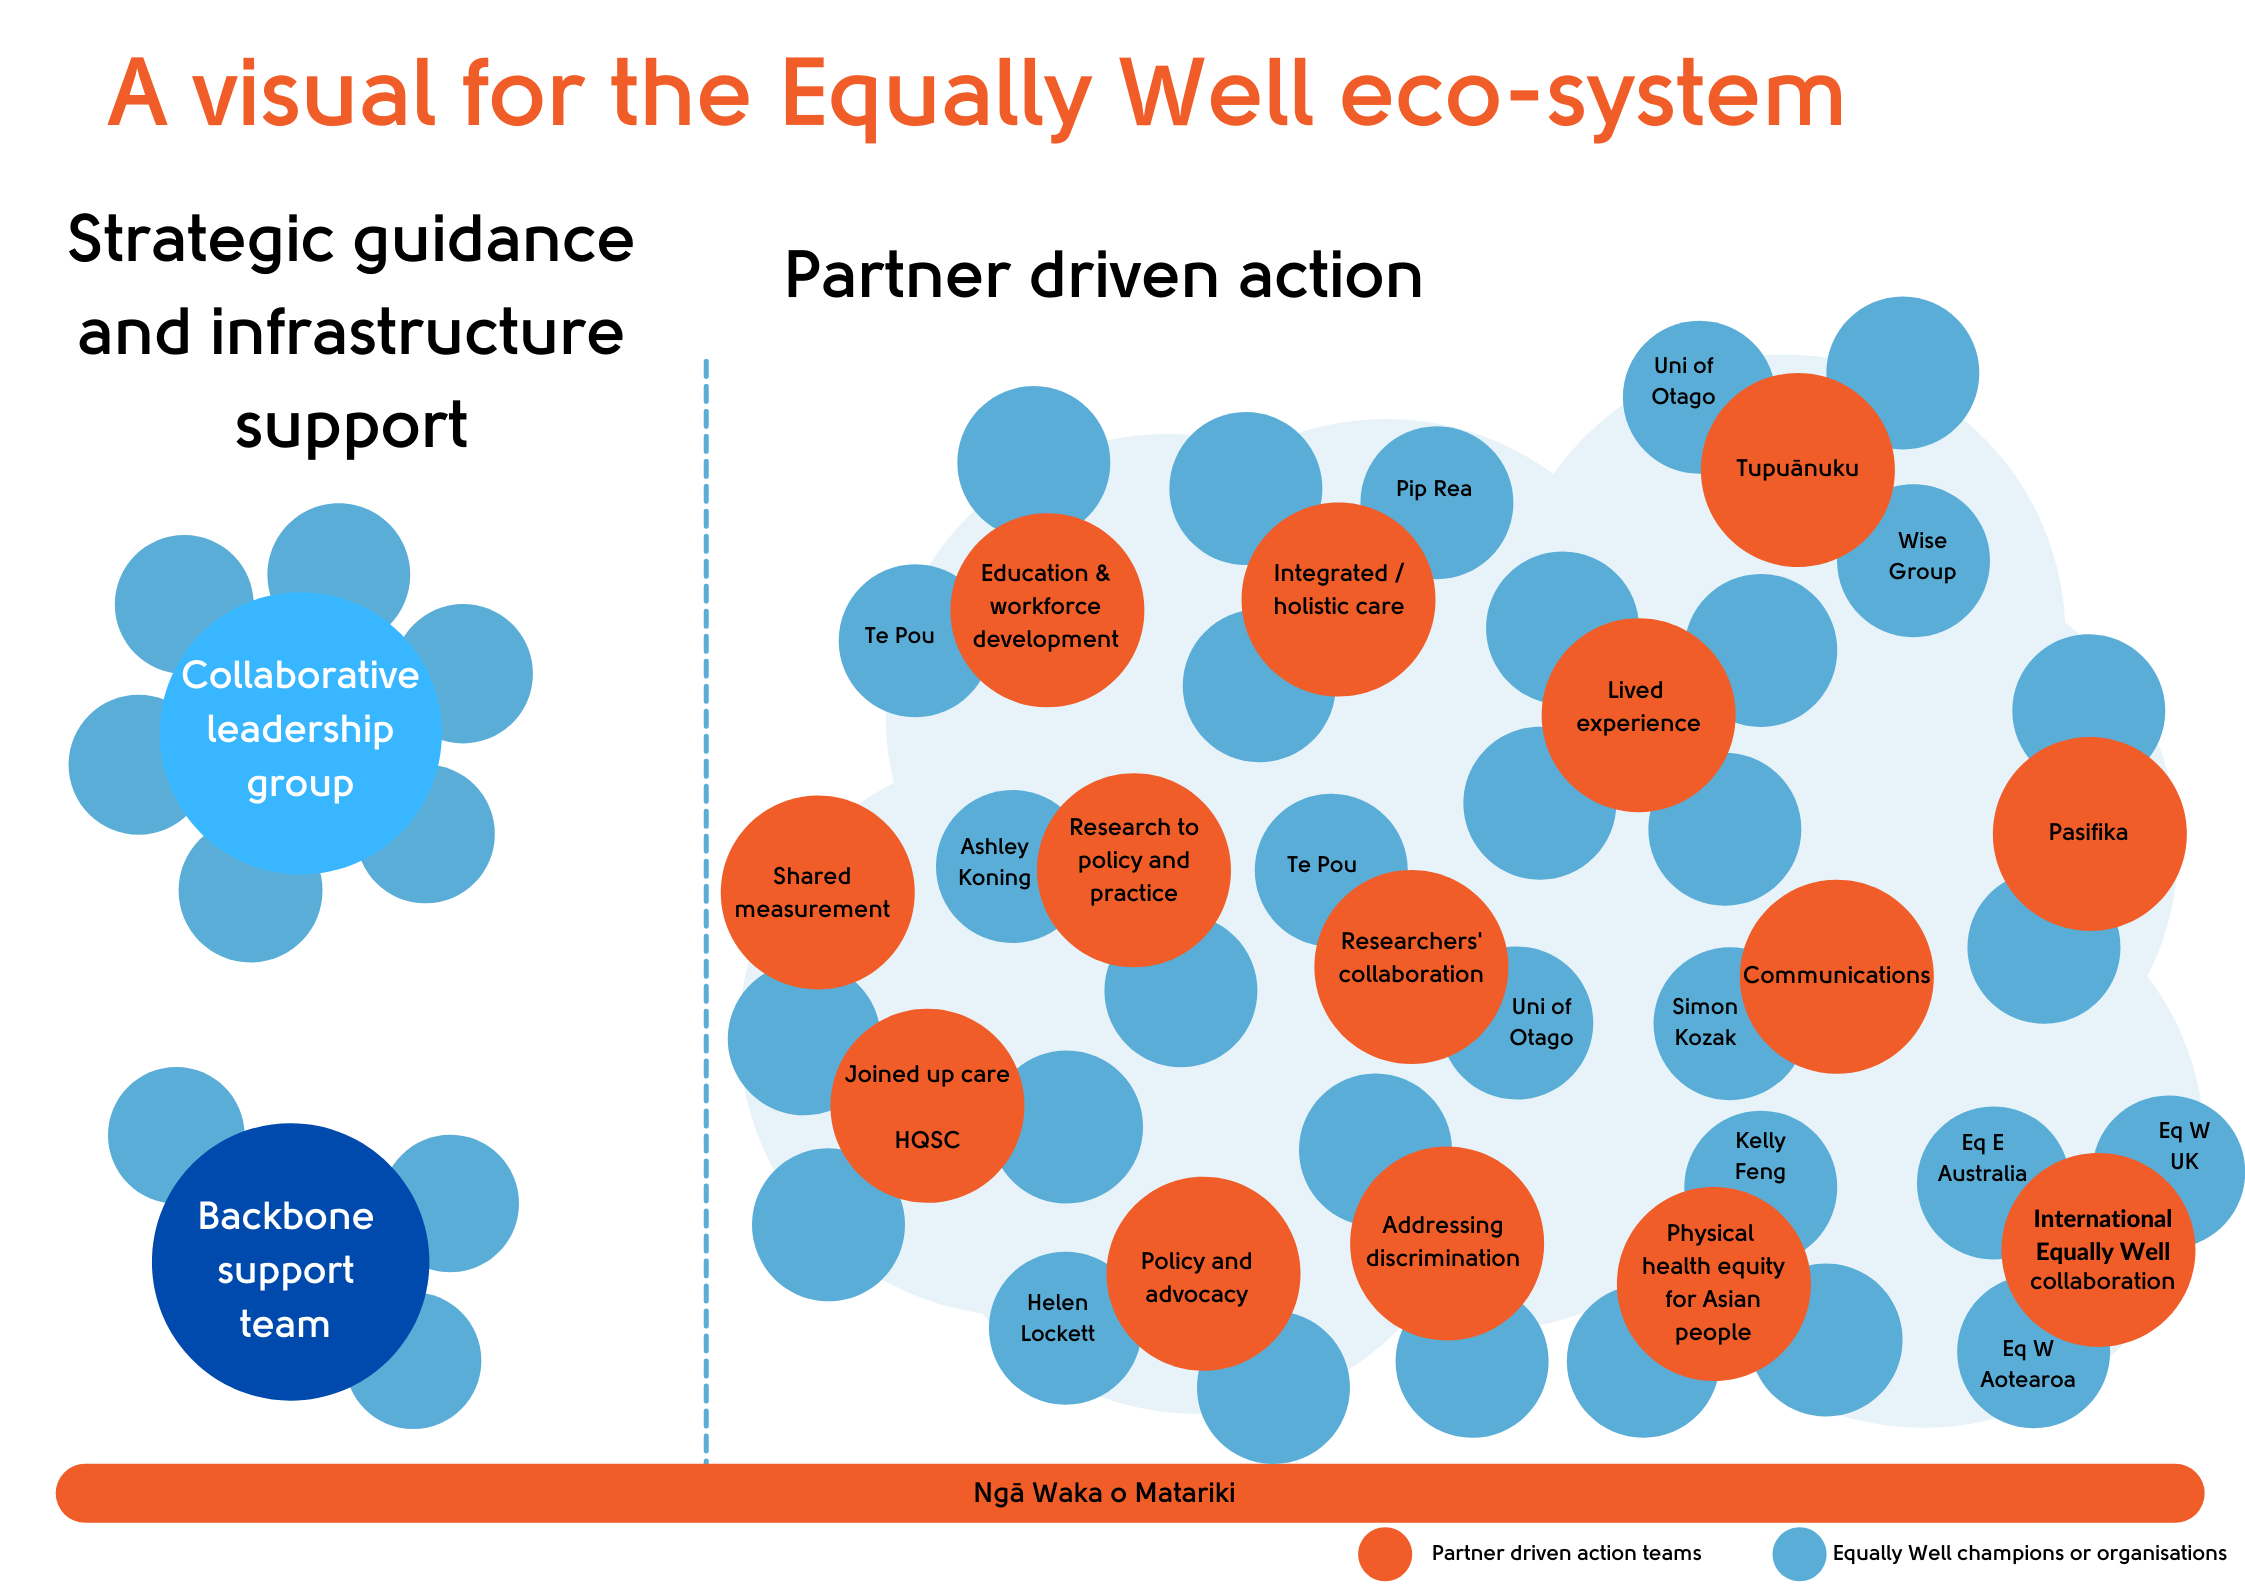 A visual for the Equally Well eco-system
Strategic guidance
and infrastructure
support
Collaborative
leadership
group
Backbone
support
team
Partner driven action
Uni of
Otago
Tupuānuku
Wise
Group
Pip Rea
Integrated /
holistic care
Education &
workforce
development
Te Pou
Lived
experience
Pasifika
Shared
measurement
Ashley
Koning
Research to
policy and
practice
Te Pou
Researchers'
collaboration
Uni of
Otago
Simon
Kozak
Communications
Joined up care
HQSC
Helen
Lockett
Policy and
advocacy
Addressing
discrimination
Kelly
Feng
Physical
health equity
for Asian
people
Eq E
Australia
Eq W
UK
International
Equally Well
collaboration
Eq W
Aotearoa
Ngā Waka o Matariki
Partner driven action teams
Equally Well champions or organisations